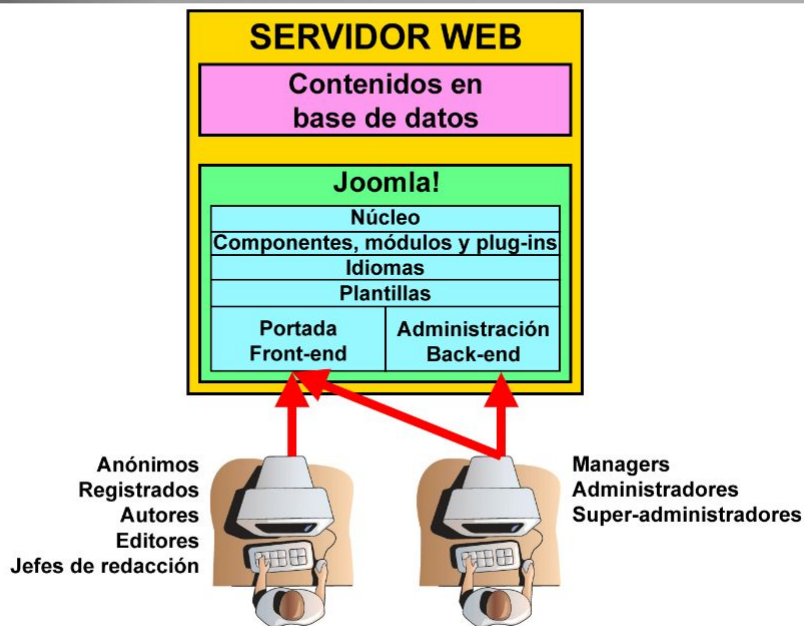 SERVIDOR WEB
Contenidos en
base de datos
Joomla!
Núcleo
Componentes, módulos y plug-ins
Idiomas
Plantillas
Portada
Front-end
Administración
Back-end
Anónimos
Registrados
Autores
Editores
Jefes de redacción
Managers
Administradores
Super-administradores